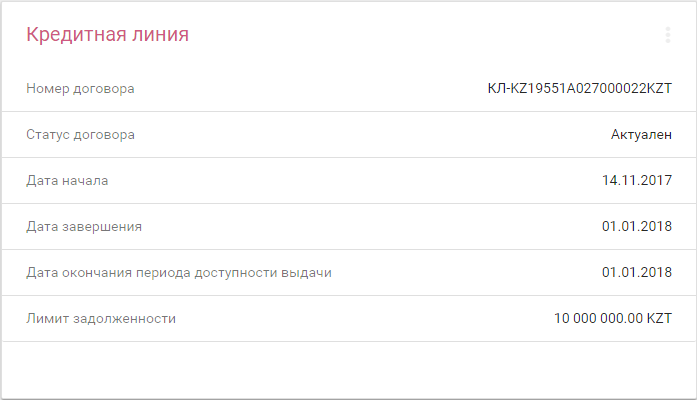 Кредитная линия
Номер договора КЛ-KZ19551A027000022KZT
Статус договора Актуален
Дата начала 14.11.2017
Дата завершения 01.01.2018
Дата окончания периода доступности выдачи 01.01.2018
Лимит задолженности 10 000 000.00 KZT